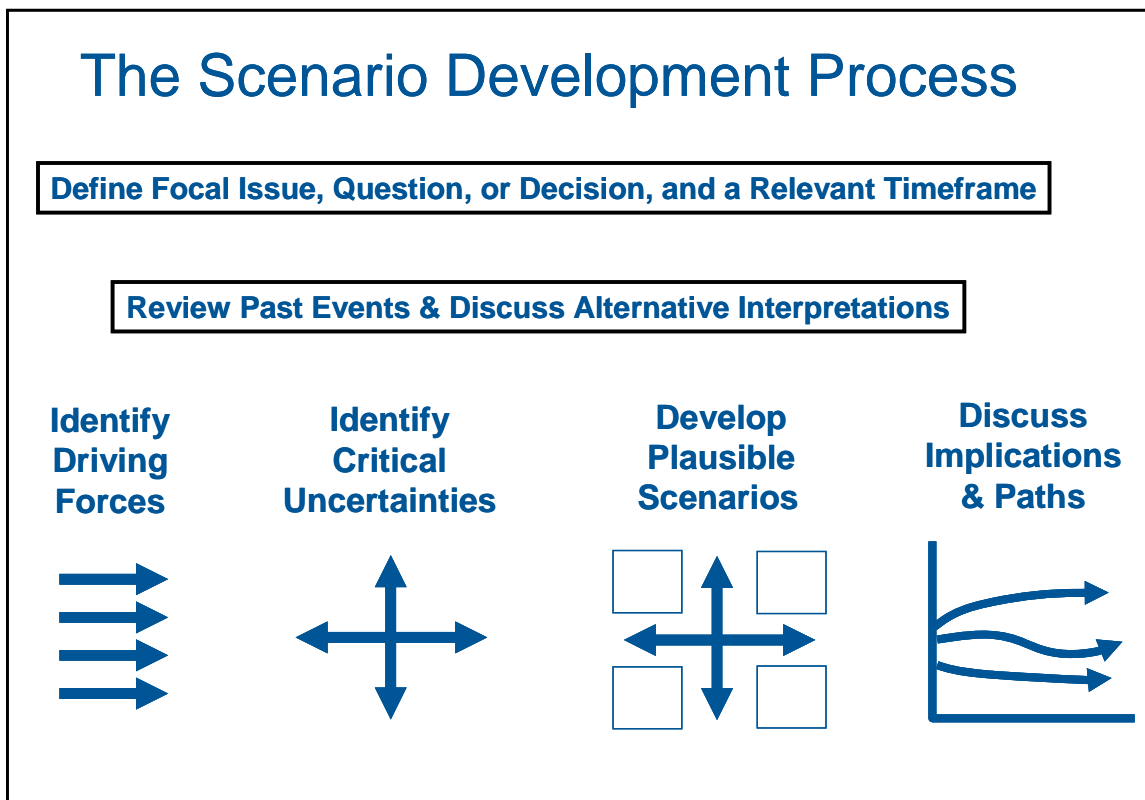 The Scenario Development Process
Define Focal Issue, Question, or Decision, and a Relevant Timeframe
Review Past Events & Discuss Alternative Interpretations
Identify
Driving
Forces
Identify
Critical
Uncertainties
Develop
Plausible
Scenarios
Discuss
Implications
& Paths